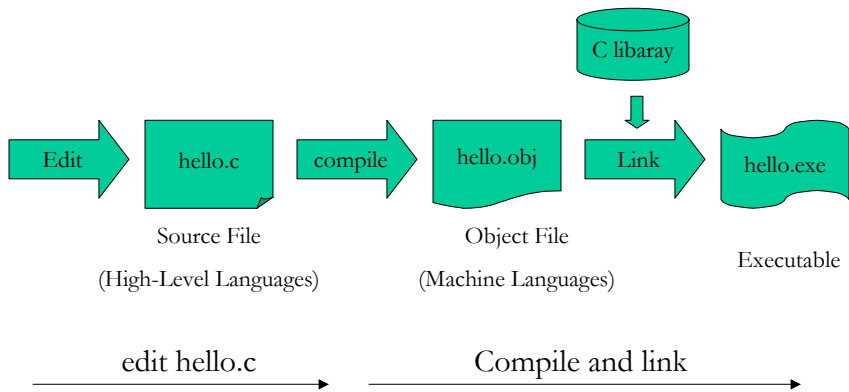 C libaray
Edit
hello.c
compile
hello.obj
Link
hello.exe
Source File
(High-Level Languages)
Object File
(Machine Languages)
Executable
edit hello.c
Compile and link